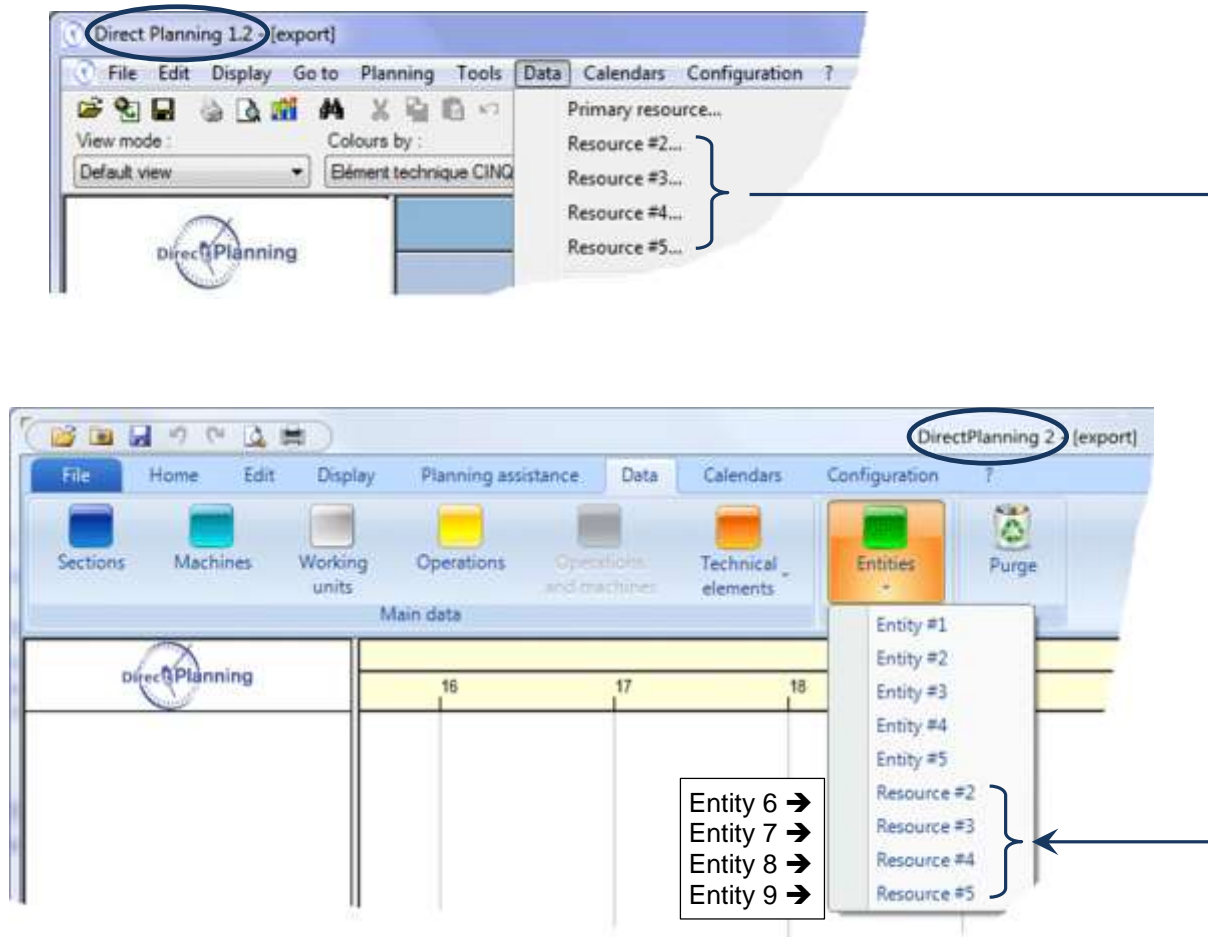 Direct Planning 1.2 - [export]
File Edit Display Go to Planning Tools Data Calendars Configuration ?
Primary resource...
View mode : Colours by : Resource #2...
Default view Elément technique CINQ Resource #3...
Resource #4...
Direct Planning Resource #5...
DirectPlanning 2 - [export]
File Home Edit Display Planning assistance Data Calendars Configuration ?
Sections Machines Working units Operations Operations and machines Technical elements Entities Purge
Main data
Entity #1
Direct Planning Entity #2
16 17 18 Entity #3
Entity #4
Entity #5
Entity 6 ➔ Resource #2
Entity 7 ➔ Resource #3
Entity 8 ➔ Resource #4
Entity 9 ➔ Resource #5